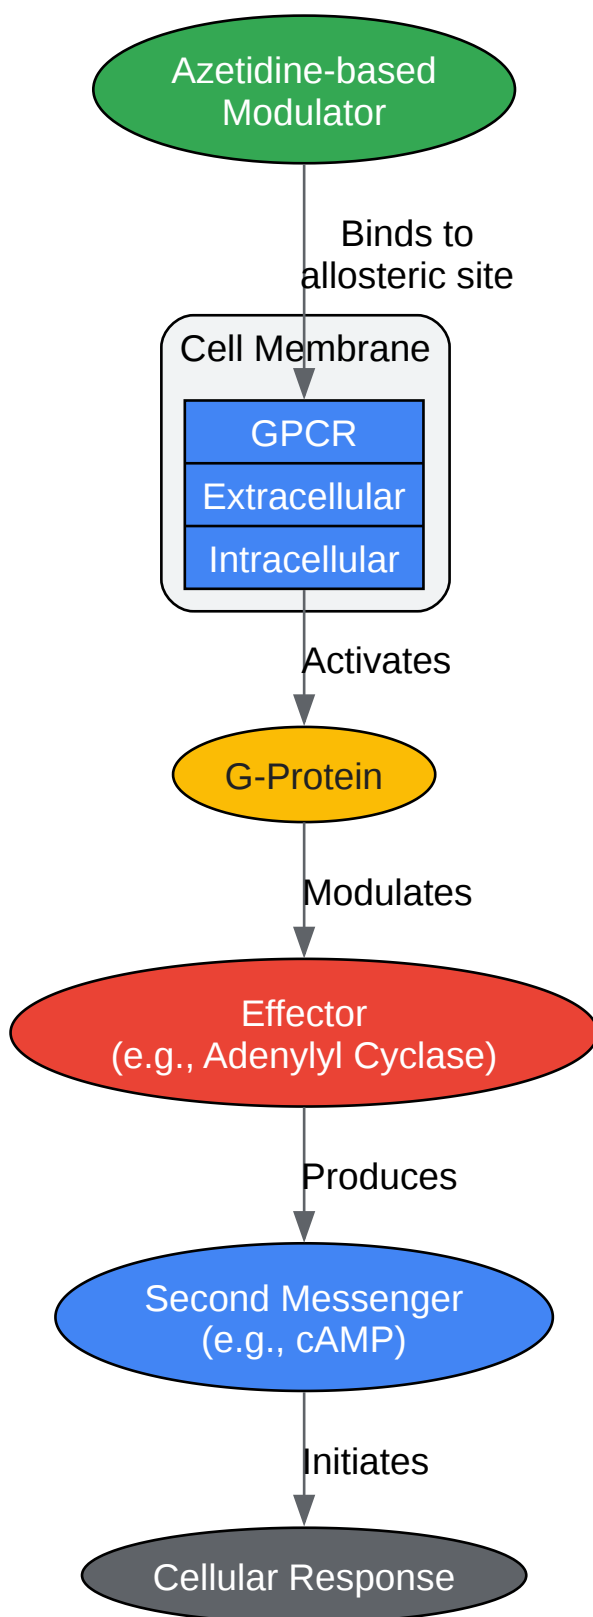 Azetidine-based
Modulator
Binds to
allosteric site
Cell Membrane
GPCR
Extracellular
Intracellular
Activates
G-Protein
Modulates
Effector
(e.g., Adenylyl Cyclase)
Produces
Second Messenger
(e.g., cAMP)
Initiates
Cellular Response